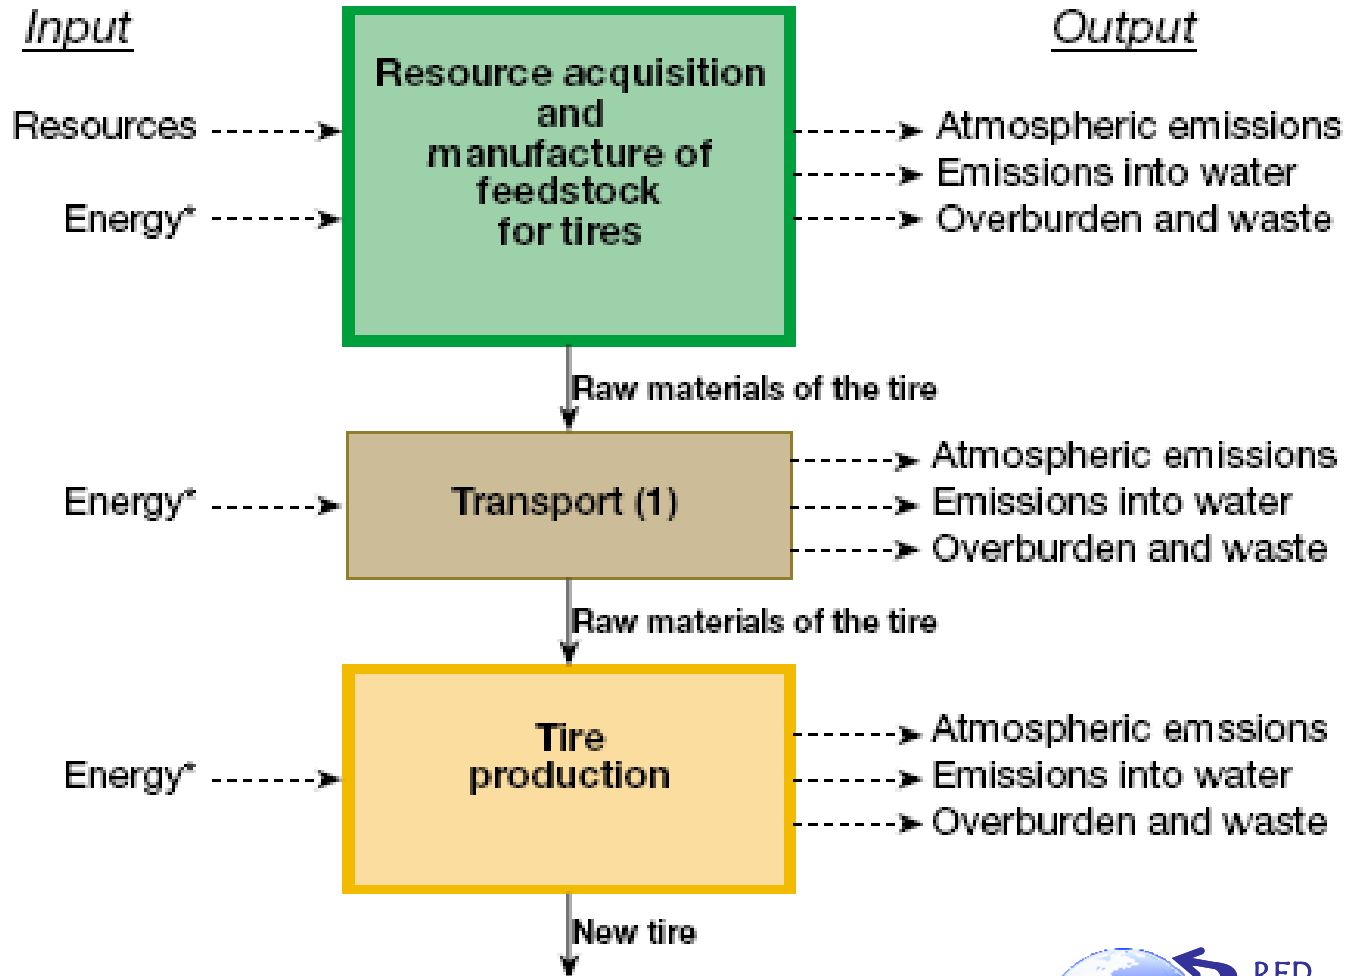 Input
Output
Resource acquisition
and
manufacture of
feedstock
for tires
Resources
Energy*
Atmospheric emissions
Emissions into water
Overburden and waste
Raw materials of the tire
Energy*
Transport (1)
Atmospheric emissions
Emissions into water
Overburden and waste
Raw materials of the tire
Energy*
Tire
production
Atmospheric emssions
Emissions into water
Overburden and waste
New tire